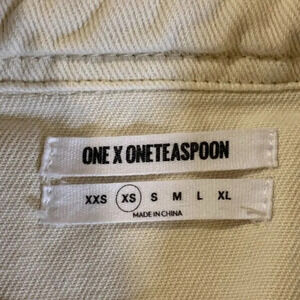 ONE X ONETEASPOON
XXS XS S M L XL
MADE IN CHINA